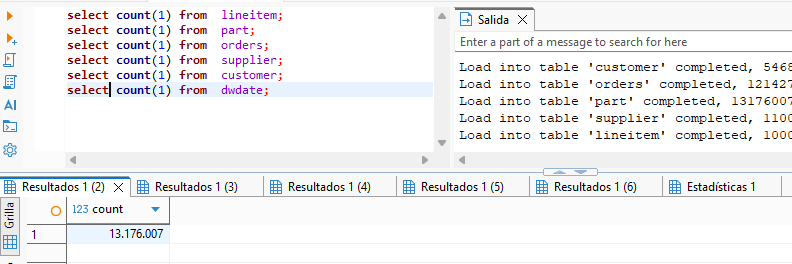 select count(1) from  lineitem;
select count(1) from  part;
select count(1) from  orders;
select count(1) from  supplier;
select count(1) from  customer;
select count(1) from  dwdate;
AI
Salida
Enter a part of a message to search for here
Load into table 'customer' completed, 5468
Load into table 'orders' completed, 121427
Load into table 'part' completed, 13176007
Load into table 'supplier' completed, 1100
Load into table 'lineitem' completed, 1000
Resultados 1 (2) Resultados 1 (3) Resultados 1 (4) Resultados 1 (5) Resultados 1 (6) Estadísticas 1
Grilla
123 count
1 13.176.007